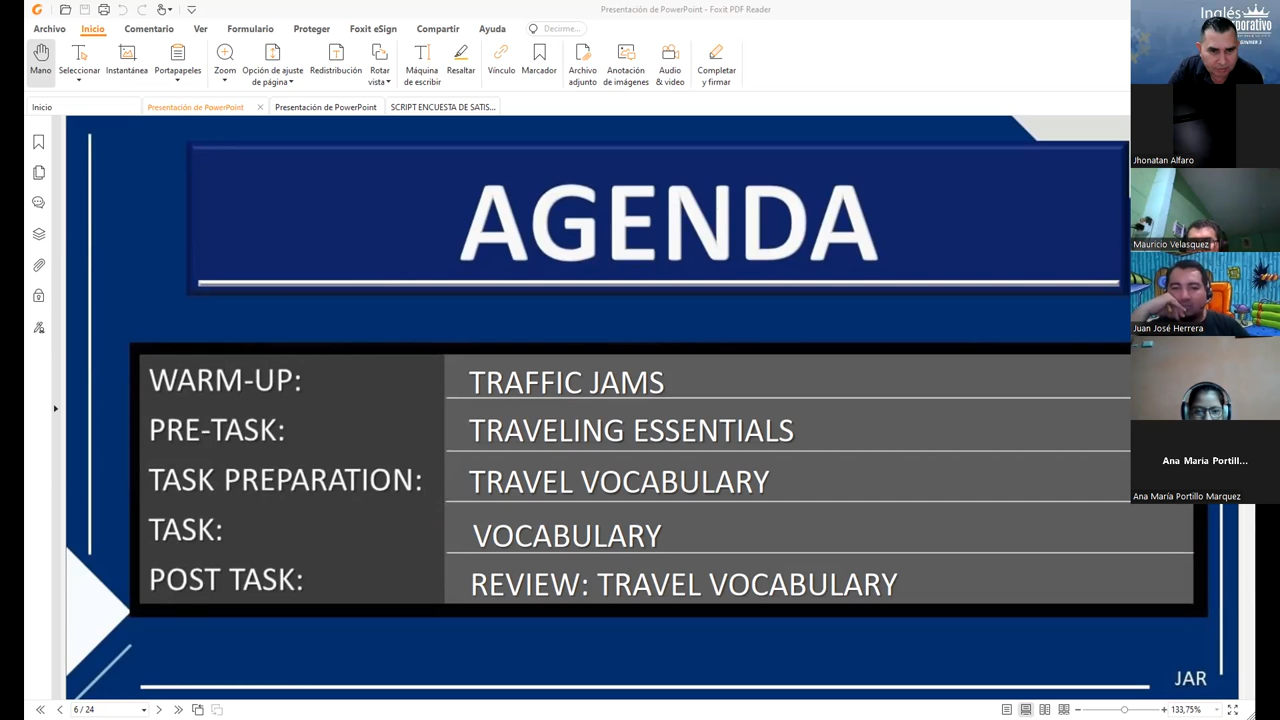 Presentación de PowerPoint - Foxit PDF Reader
Archivo Inicio Comentario Ver Formulario Proteger Foxit eSign Compartir Ayuda Decirme...
Mano Seleccionar Instantánea Portapapeles Zoom Opción de ajuste de página Redistribución Rotar vista Máquina de escribir Resaltar Vínculo Marcador Archivo adjunto Anotación de imágenes Audio & video Completar y firmar
Inicio Presentación de PowerPoint Presentación de PowerPoint SCRIPT ENCUESTA DE SATIS...
AGENDA
WARM-UP: TRAFFIC JAMS
PRE-TASK: TRAVELING ESSENTIALS
TASK PREPARATION: TRAVEL VOCABULARY
TASK: VOCABULARY
POST TASK: REVIEW: TRAVEL VOCABULARY
JAR
6 / 24
133,75%
Inglés
Jhonatan Alfaro
Mauricio Velasquez
Juan José Herrera
Ana Maria Portill...
Ana María Portillo Marquez